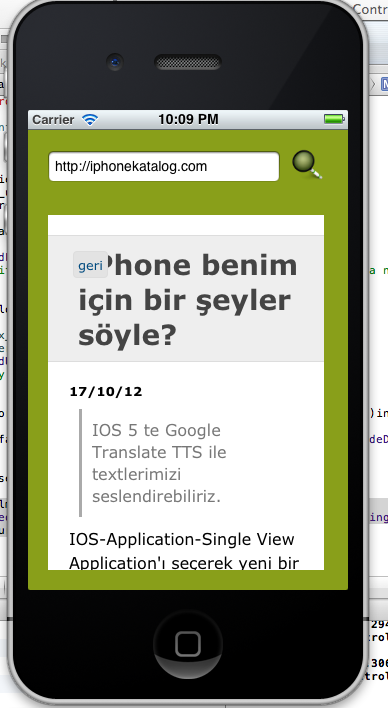 Contr
Carrier 10:09 PM
http://iphonekatalog.com
geri
Phone benim
için bir şeyler
söyle?
17/10/12
IOS 5 te Google
Translate TTS ile
textlerimizi
seslendirebiliriz.
IOS-Application-Single View
Application'ı seçerek yeni bir